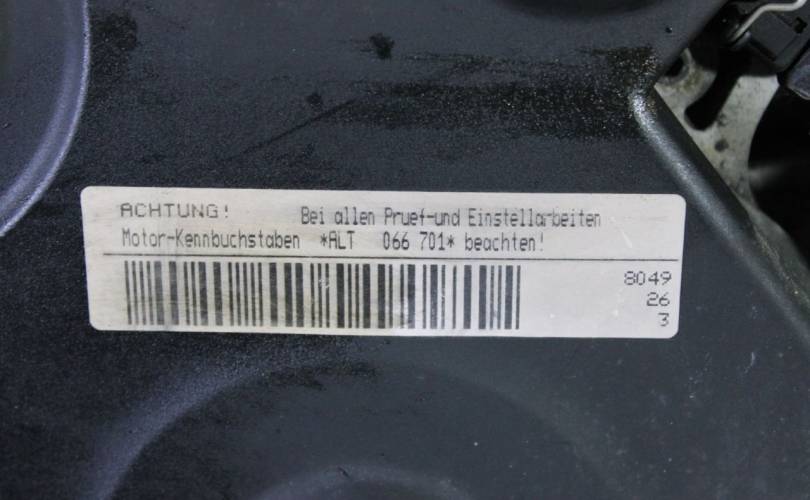 ACHTUNG! Bei allen Pruef-und Einstellarbeiten
Motor-Kennbuchstaben *ALT 066 701* beachten!
8049
26
3